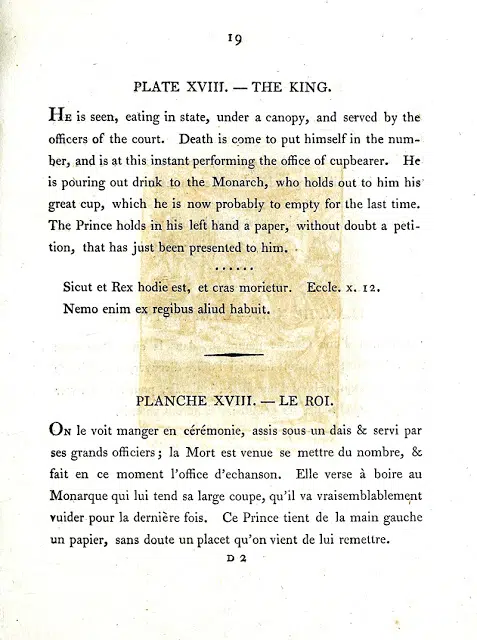 19
PLATE XVIII. — THE KING.
HE is seen, eating in state, under a canopy, and served by the
officers of the court. Death is come to put himself in the num-
ber, and is at this instant performing the office of cupbearer. He
is pouring out drink to the Monarch, who holds out to him his
great cup, which he is now probably to empty for the last time.
The Prince holds in his left hand a paper, without doubt a peti-
tion, that has just been presented to him.
......
Sicut et Rex hodie est, et cras morietur. Eccle. x. 12.
Nemo enim ex regibus aliud habuit.
PLANCHE XVIII. — LE ROI.
ON le voit manger en cérémonie, assis sous un dais & servi par
ses grands officiers; la Mort est venue se mettre du nombre, &
fait en ce moment l'office d'echanson. Elle verse à boire au
Monarque qui lui tend sa large coupe, qu'il va vraisemblablement
vuider pour la dernière fois. Ce Prince tient de la main gauche
un papier, sans doute un placet qu'on vient de lui remettre.
D 2